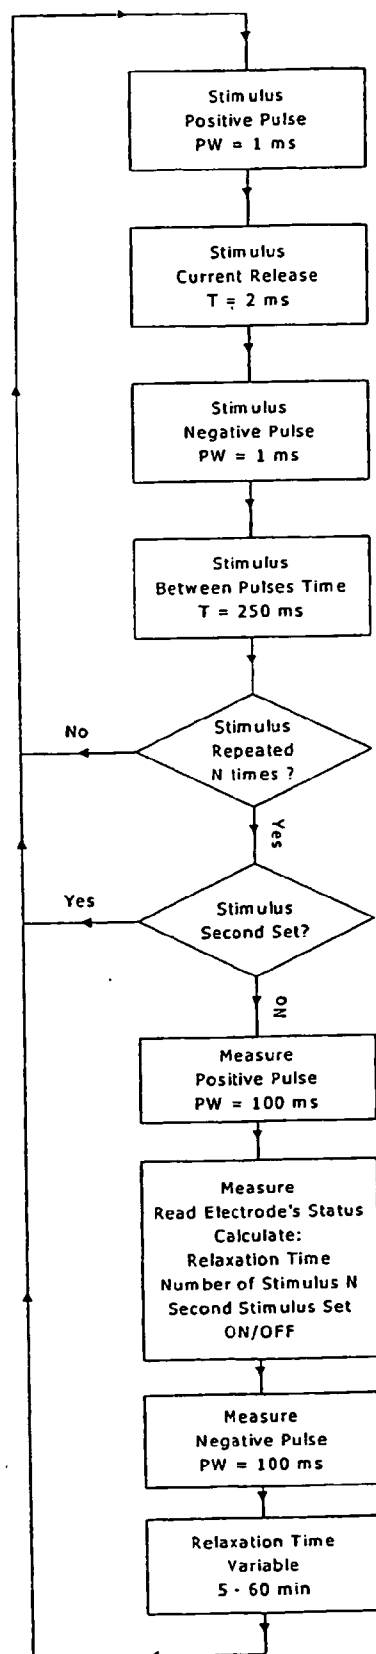 Stimulus
Positive Pulse
PW = 1 ms
Stimulus
Current Release
T = 2 ms
Stimulus
Negative Pulse
PW = 1 ms
Stimulus
Between Pulses Time
T = 250 ms
No
Stimulus
Repeated
N times ?
Yes
Yes
Stimulus
Second Set?
ON
Measure
Positive Pulse
PW = 100 ms
Measure
Read Electrode's Status
Calculate:
Relaxation Time
Number of Stimulus N
Second Stimulus Set
ON/OFF
Measure
Negative Pulse
PW = 100 ms
Relaxation Time
Variable
5 - 60 min